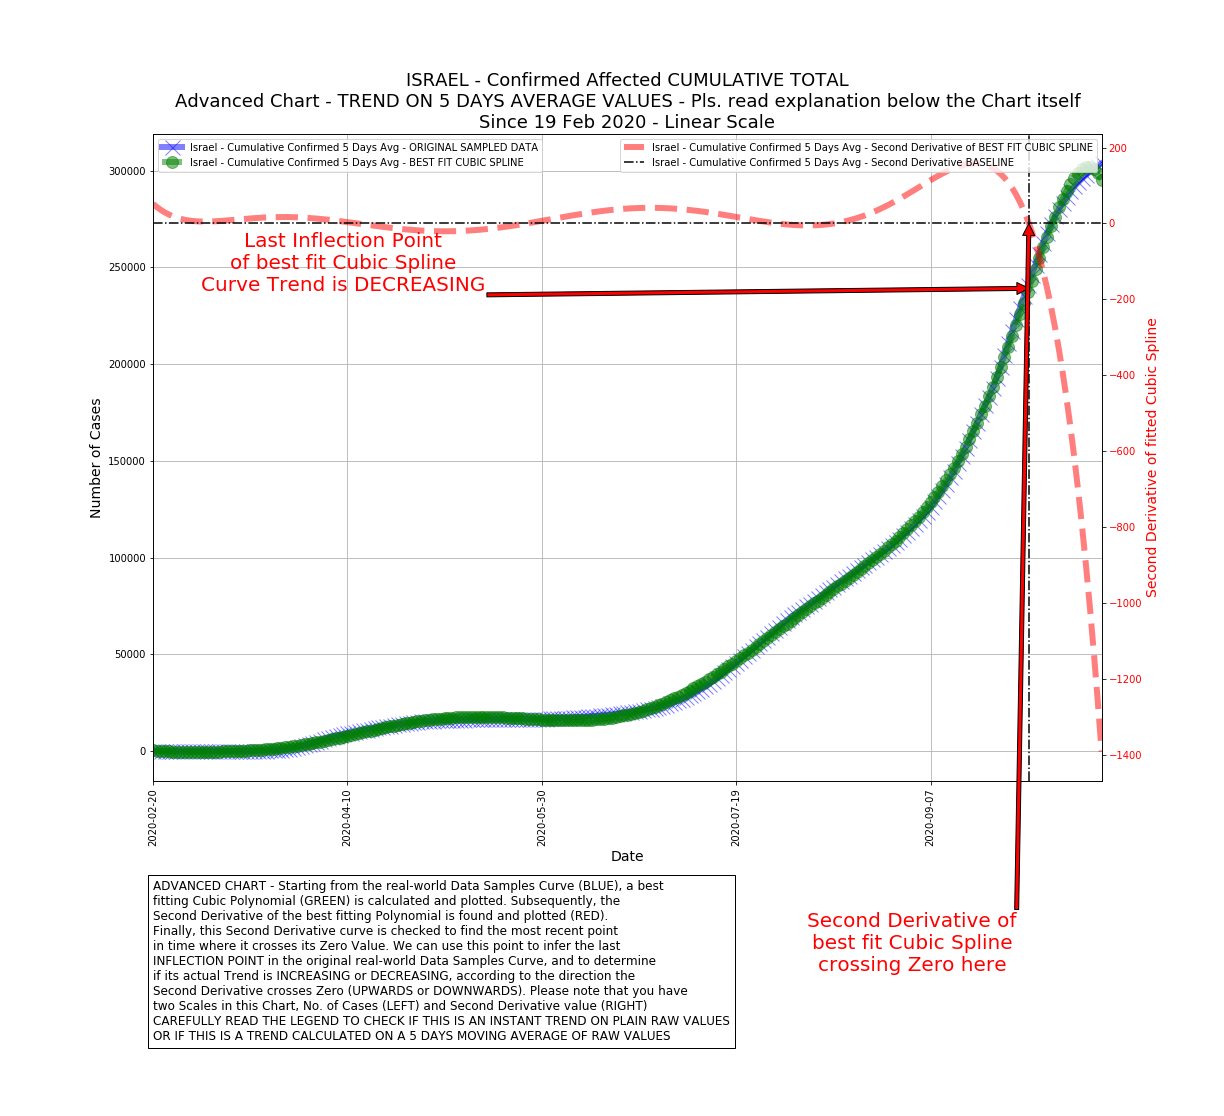 ISRAEL - Confirmed Affected CUMULATIVE TOTAL
Advanced Chart - TREND ON 5 DAYS AVERAGE VALUES - Pls. read explanation below the Chart itself
Since 19 Feb 2020 - Linear Scale
Israel - Cumulative Confirmed 5 Days Avg - ORIGINAL SAMPLED DATA
Israel - Cumulative Confirmed 5 Days Avg - BEST FIT CUBIC SPLINE
Israel - Cumulative Confirmed 5 Days Avg - Second Derivative of BEST FIT CUBIC SPLINE
Israel - Cumulative Confirmed 5 Days Avg - Second Derivative BASELINE
300000
250000
200000
150000
100000
50000
0
Number of Cases
200
0
−200
−400
−600
−800
−1000
−1200
−1400
Second Derivative of fitted Cubic Spline
Last Inflection Point
of best fit Cubic Spline
Curve Trend is DECREASING
2020-02-20
2020-04-10
2020-05-30
2020-07-19
2020-09-07
Date
Second Derivative of
best fit Cubic Spline
crossing Zero here
ADVANCED CHART - Starting from the real-world Data Samples Curve (BLUE), a best
fitting Cubic Polynomial (GREEN) is calculated and plotted. Subsequently, the
Second Derivative of the best fitting Polynomial is found and plotted (RED).
Finally, this Second Derivative curve is checked to find the most recent point
in time where it crosses its Zero Value. We can use this point to infer the last
INFLECTION POINT in the original real-world Data Samples Curve, and to determine
if its actual Trend is INCREASING or DECREASING, according to the direction the
Second Derivative crosses Zero (UPWARDS or DOWNWARDS). Please note that you have
two Scales in this Chart, No. of Cases (LEFT) and Second Derivative value (RIGHT)
CAREFULLY READ THE LEGEND TO CHECK IF THIS IS AN INSTANT TREND ON PLAIN RAW VALUES
OR IF THIS IS A TREND CALCULATED ON A 5 DAYS MOVING AVERAGE OF RAW VALUES